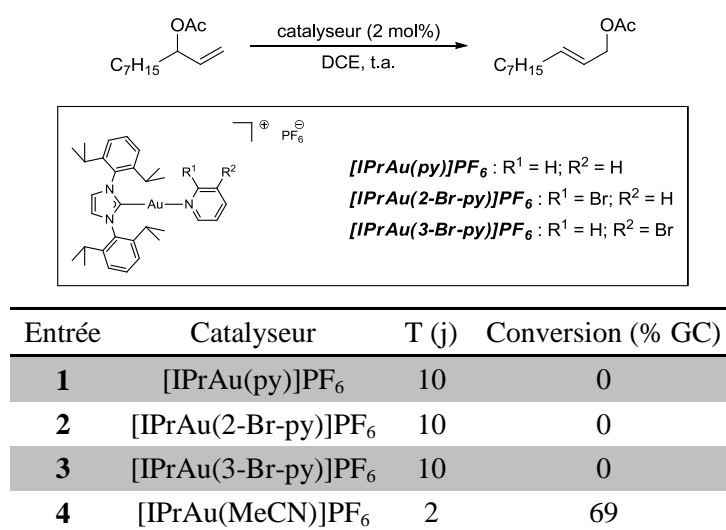 OAc
C7H15
catalyseur (2 mol%)
DCE, t.a.
OAc
C7H15
⊕
PF6
⊖
R1
R2
N
N
Au
N
[IPrAu(py)]PF6 : R1 = H; R2 = H
[IPrAu(2-Br-py)]PF6 : R1 = Br; R2 = H
[IPrAu(3-Br-py)]PF6 : R1 = H; R2 = Br
Entrée Catalyseur T (j) Conversion (% GC)
1 [IPrAu(py)]PF6 10 0
2 [IPrAu(2-Br-py)]PF6 10 0
3 [IPrAu(3-Br-py)]PF6 10 0
4 [IPrAu(MeCN)]PF6 2 69